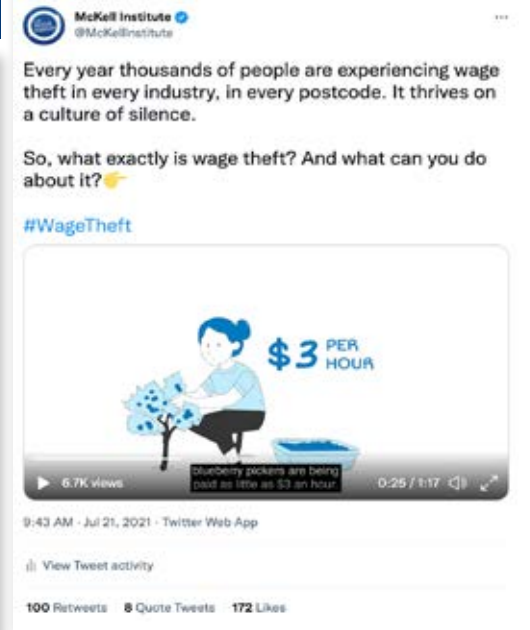 McKell Institute
@McKellInstitute
Every year thousands of people are experiencing wage
theft in every industry, in every postcode. It thrives on
a culture of silence.
So, what exactly is wage theft? And what can you do
about it?👉
#WageTheft
$3 PER
HOUR
blueberry pickers are being
paid as little as $3 an hour.
6.7K views
0:25 / 1:17
9:43 AM · Jul 21, 2021 · Twitter Web App
View Tweet activity
100 Retweets 8 Quote Tweets 172 Likes